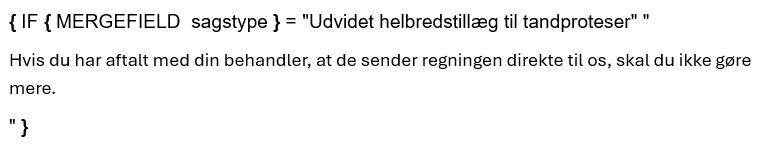 { IF { MERGEFIELD  sagstype } = "Udvidet helbredstillæg til tandproteser" "
Hvis du har aftalt med din behandler, at de sender regningen direkte til os, skal du ikke gøre
mere.
" }